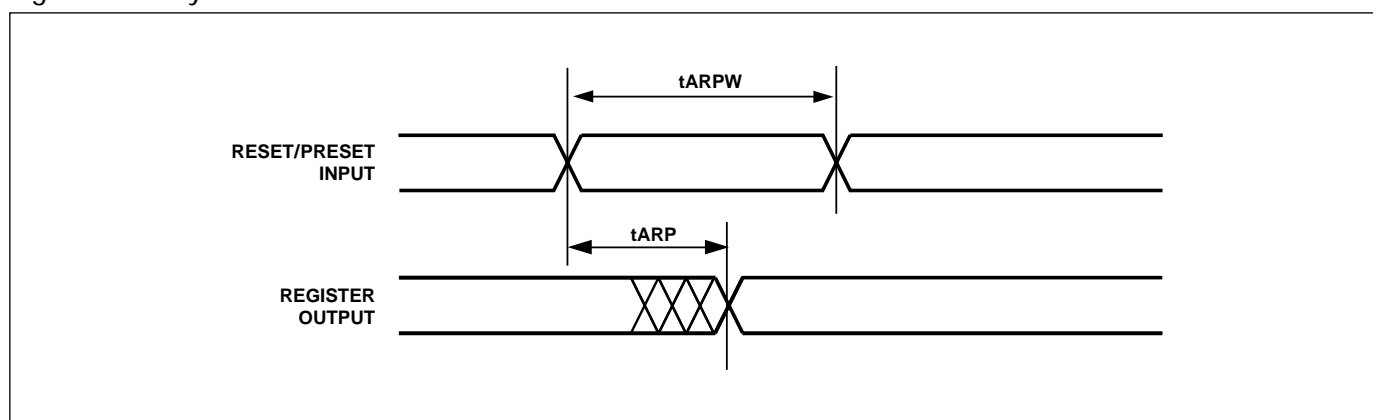 tARPW
RESET/PRESET
INPUT
tARP
REGISTER
OUTPUT